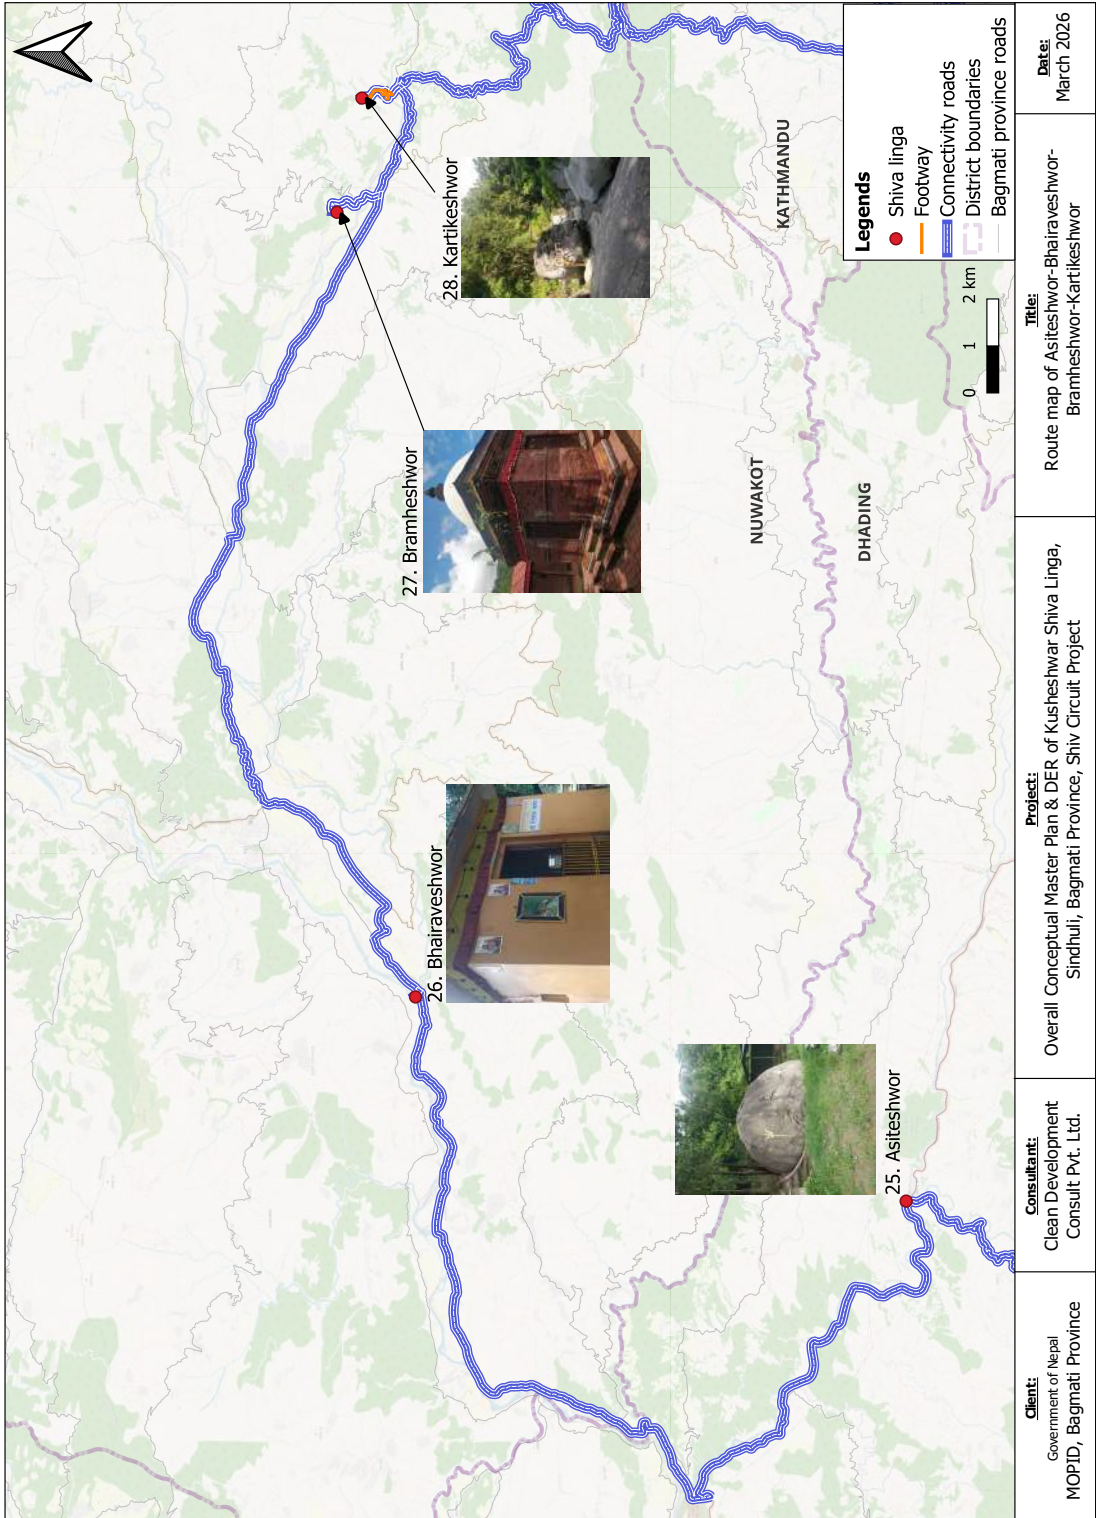 28. Kartikeshwor
27. Bramheshwor
26. Bhairaveshwor
25. Asiteshwor
KATHMANDU
NUWAKOT
DHADING
Legends
Shiva linga
Footway
Connectivity roads
District boundaries
Bagmati province roads
0 1 2 km
Client:
Government of Nepal
MOPID, Bagmati Province
Consultant:
Clean Development
Consult Pvt. Ltd.
Project:
Overall Conceptual Master Plan & DER of Kusheshwar Shiva Linga,
Sindhuli, Bagmati Province, Shiv Circuit Project
Title:
Route map of Asiteshwor-Bhairaveshwor-
Bramheshwor-Kartikeshwor
Date:
March 2026